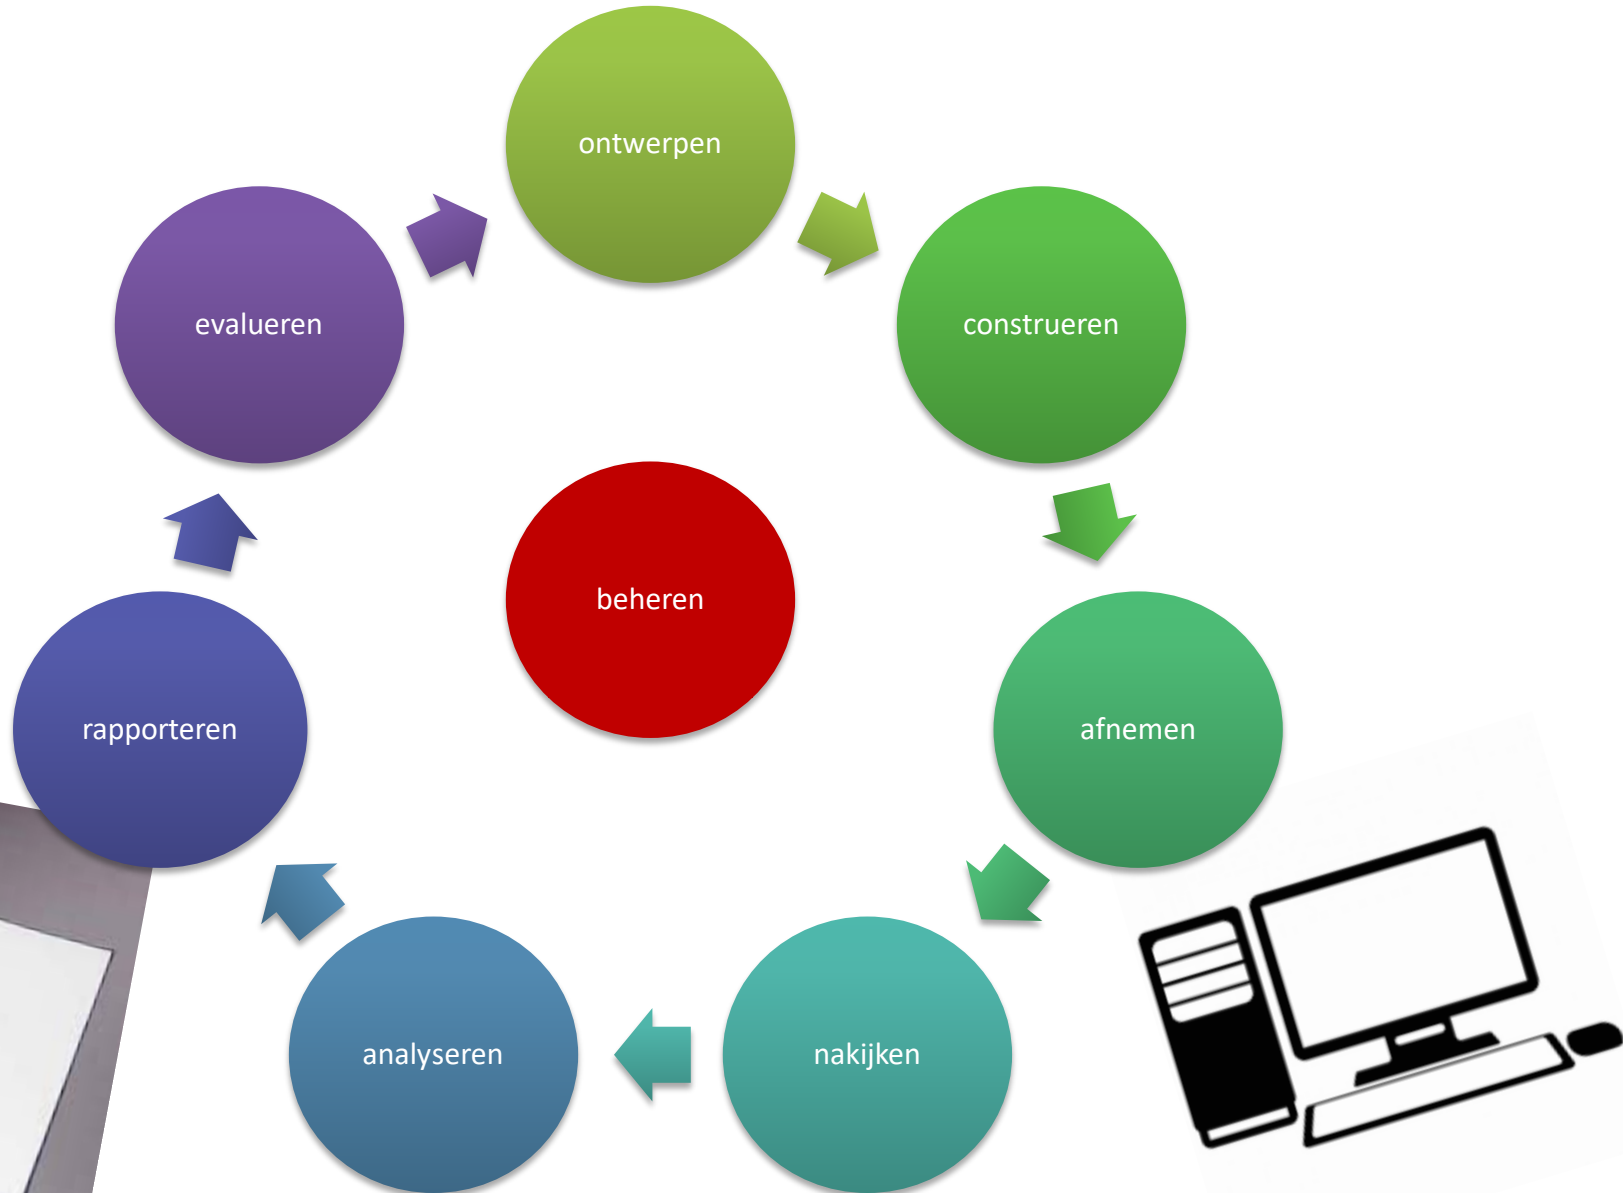 ontwerpen
construeren
afnemen
nakijken
analyseren
rapporteren
evalueren
beheren